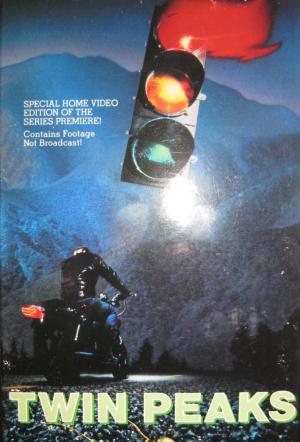 SPECIAL HOME VIDEO
EDITION OF THE
SERIES PREMIERE!
Contains Footage
Not Broadcast!
TWIN PEAKS